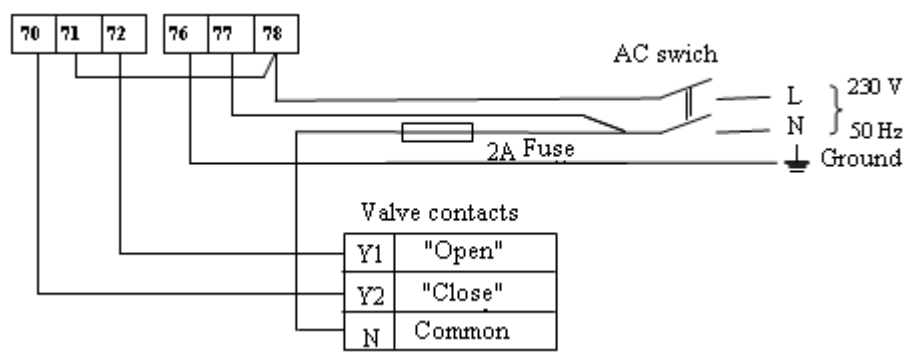 70 71 72 76 77 78
AC swich
L 230 V
N 50 Hz
2A Fuse
Ground
Valve contacts
Y1 "Open"
Y2 "Close"
N Common